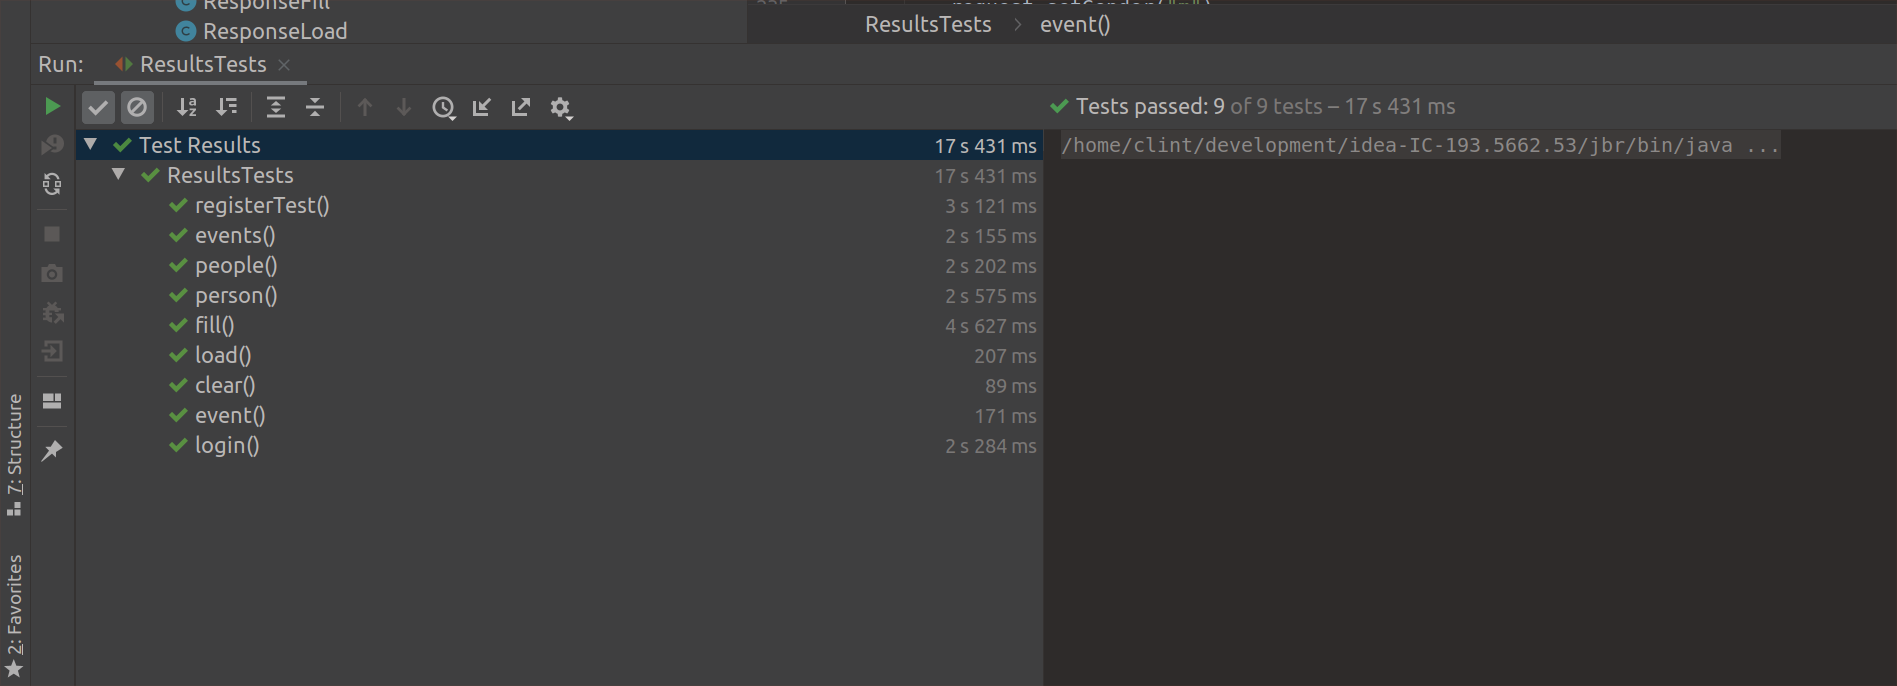 ResponseFill
ResponseLoad
ResultsTests > event()
Run: ResultsTests
Tests passed: 9 of 9 tests – 17 s 431 ms
Test Results 17 s 431 ms
/home/clint/development/idea-IC-193.5662.53/jbr/bin/java ...
ResultsTests 17 s 431 ms
registerTest() 3 s 121 ms
events() 2 s 155 ms
people() 2 s 202 ms
person() 2 s 575 ms
fill() 4 s 627 ms
load() 207 ms
clear() 89 ms
event() 171 ms
login() 2 s 284 ms
7: Structure
2: Favorites